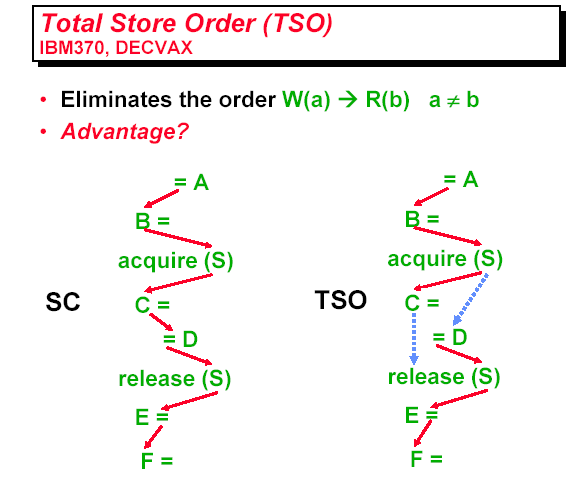 Total Store Order (TSO)
IBM370, DECVAX
• Eliminates the order W(a) → R(b) a ≠ b
• Advantage?
= A
B =
acquire (S)
SC
C =
= D
release (S)
E =
F =
= A
B =
acquire (S)
TSO
C =
= D
release (S)
E =
F =